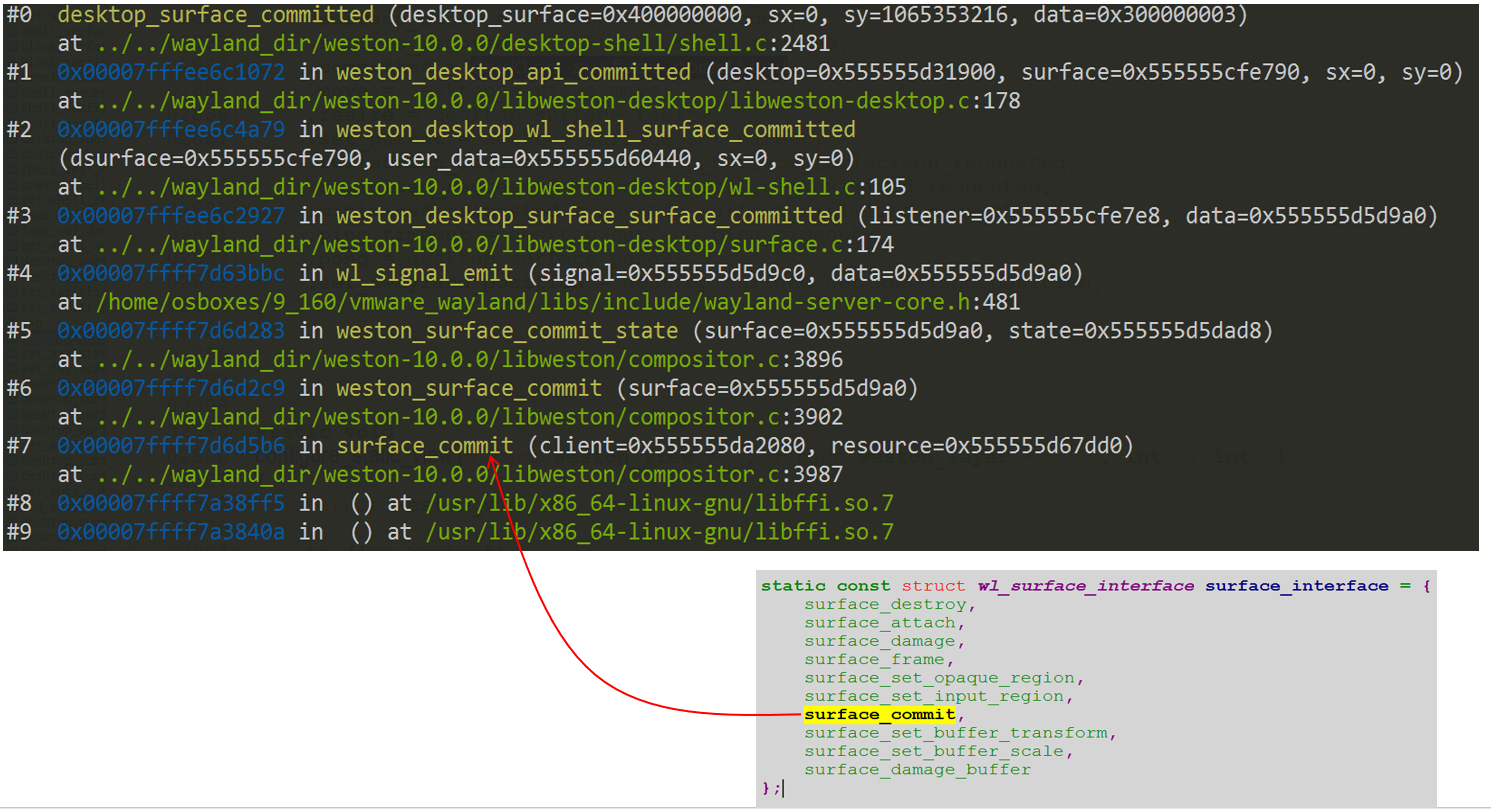 #0 desktop_surface_committed (desktop_surface=0x400000000, sx=0, sy=1065353216, data=0x300000003)
at ../../wayland_dir/weston-10.0.0/desktop-shell/shell.c:2481
#1 0x00007fffee6c1072 in weston_desktop_api_committed (desktop=0x555555d31900, surface=0x555555cfe790, sx=0, sy=0)
at ../../wayland_dir/weston-10.0.0/libweston-desktop/libweston-desktop.c:178
#2 0x00007fffee6c4a79 in weston_desktop_wl_shell_surface_committed
(dsurface=0x555555cfe790, user_data=0x555555d60440, sx=0, sy=0)
at ../../wayland_dir/weston-10.0.0/libweston-desktop/wl-shell.c:105
#3 0x00007fffee6c2927 in weston_desktop_surface_surface_committed (listener=0x555555cfe7e8, data=0x555555d5d9a0)
at ../../wayland_dir/weston-10.0.0/libweston-desktop/surface.c:174
#4 0x00007ffff7d63bbc in wl_signal_emit (signal=0x555555d5d9c0, data=0x555555d5d9a0)
at /home/osboxes/9_160/vmware_wayland/libs/include/wayland-server-core.h:481
#5 0x00007ffff7d6d283 in weston_surface_commit_state (surface=0x555555d5d9a0, state=0x555555d5dad8)
at ../../wayland_dir/weston-10.0.0/libweston/compositor.c:3896
#6 0x00007ffff7d6d2c9 in weston_surface_commit (surface=0x555555d5d9a0)
at ../../wayland_dir/weston-10.0.0/libweston/compositor.c:3902
#7 0x00007ffff7d6d5b6 in surface_commit (client=0x555555da2080, resource=0x555555d67dd0)
at ../../wayland_dir/weston-10.0.0/libweston/compositor.c:3987
#8 0x00007ffff7a38ff5 in () at /usr/lib/x86_64-linux-gnu/libffi.so.7
#9 0x00007ffff7a3840a in () at /usr/lib/x86_64-linux-gnu/libffi.so.7
static const struct wl_surface_interface surface_interface = {
surface_destroy,
surface_attach,
surface_damage,
surface_frame,
surface_set_opaque_region,
surface_set_input_region,
surface_commit,
surface_set_buffer_transform,
surface_set_buffer_scale,
surface_damage_buffer
};